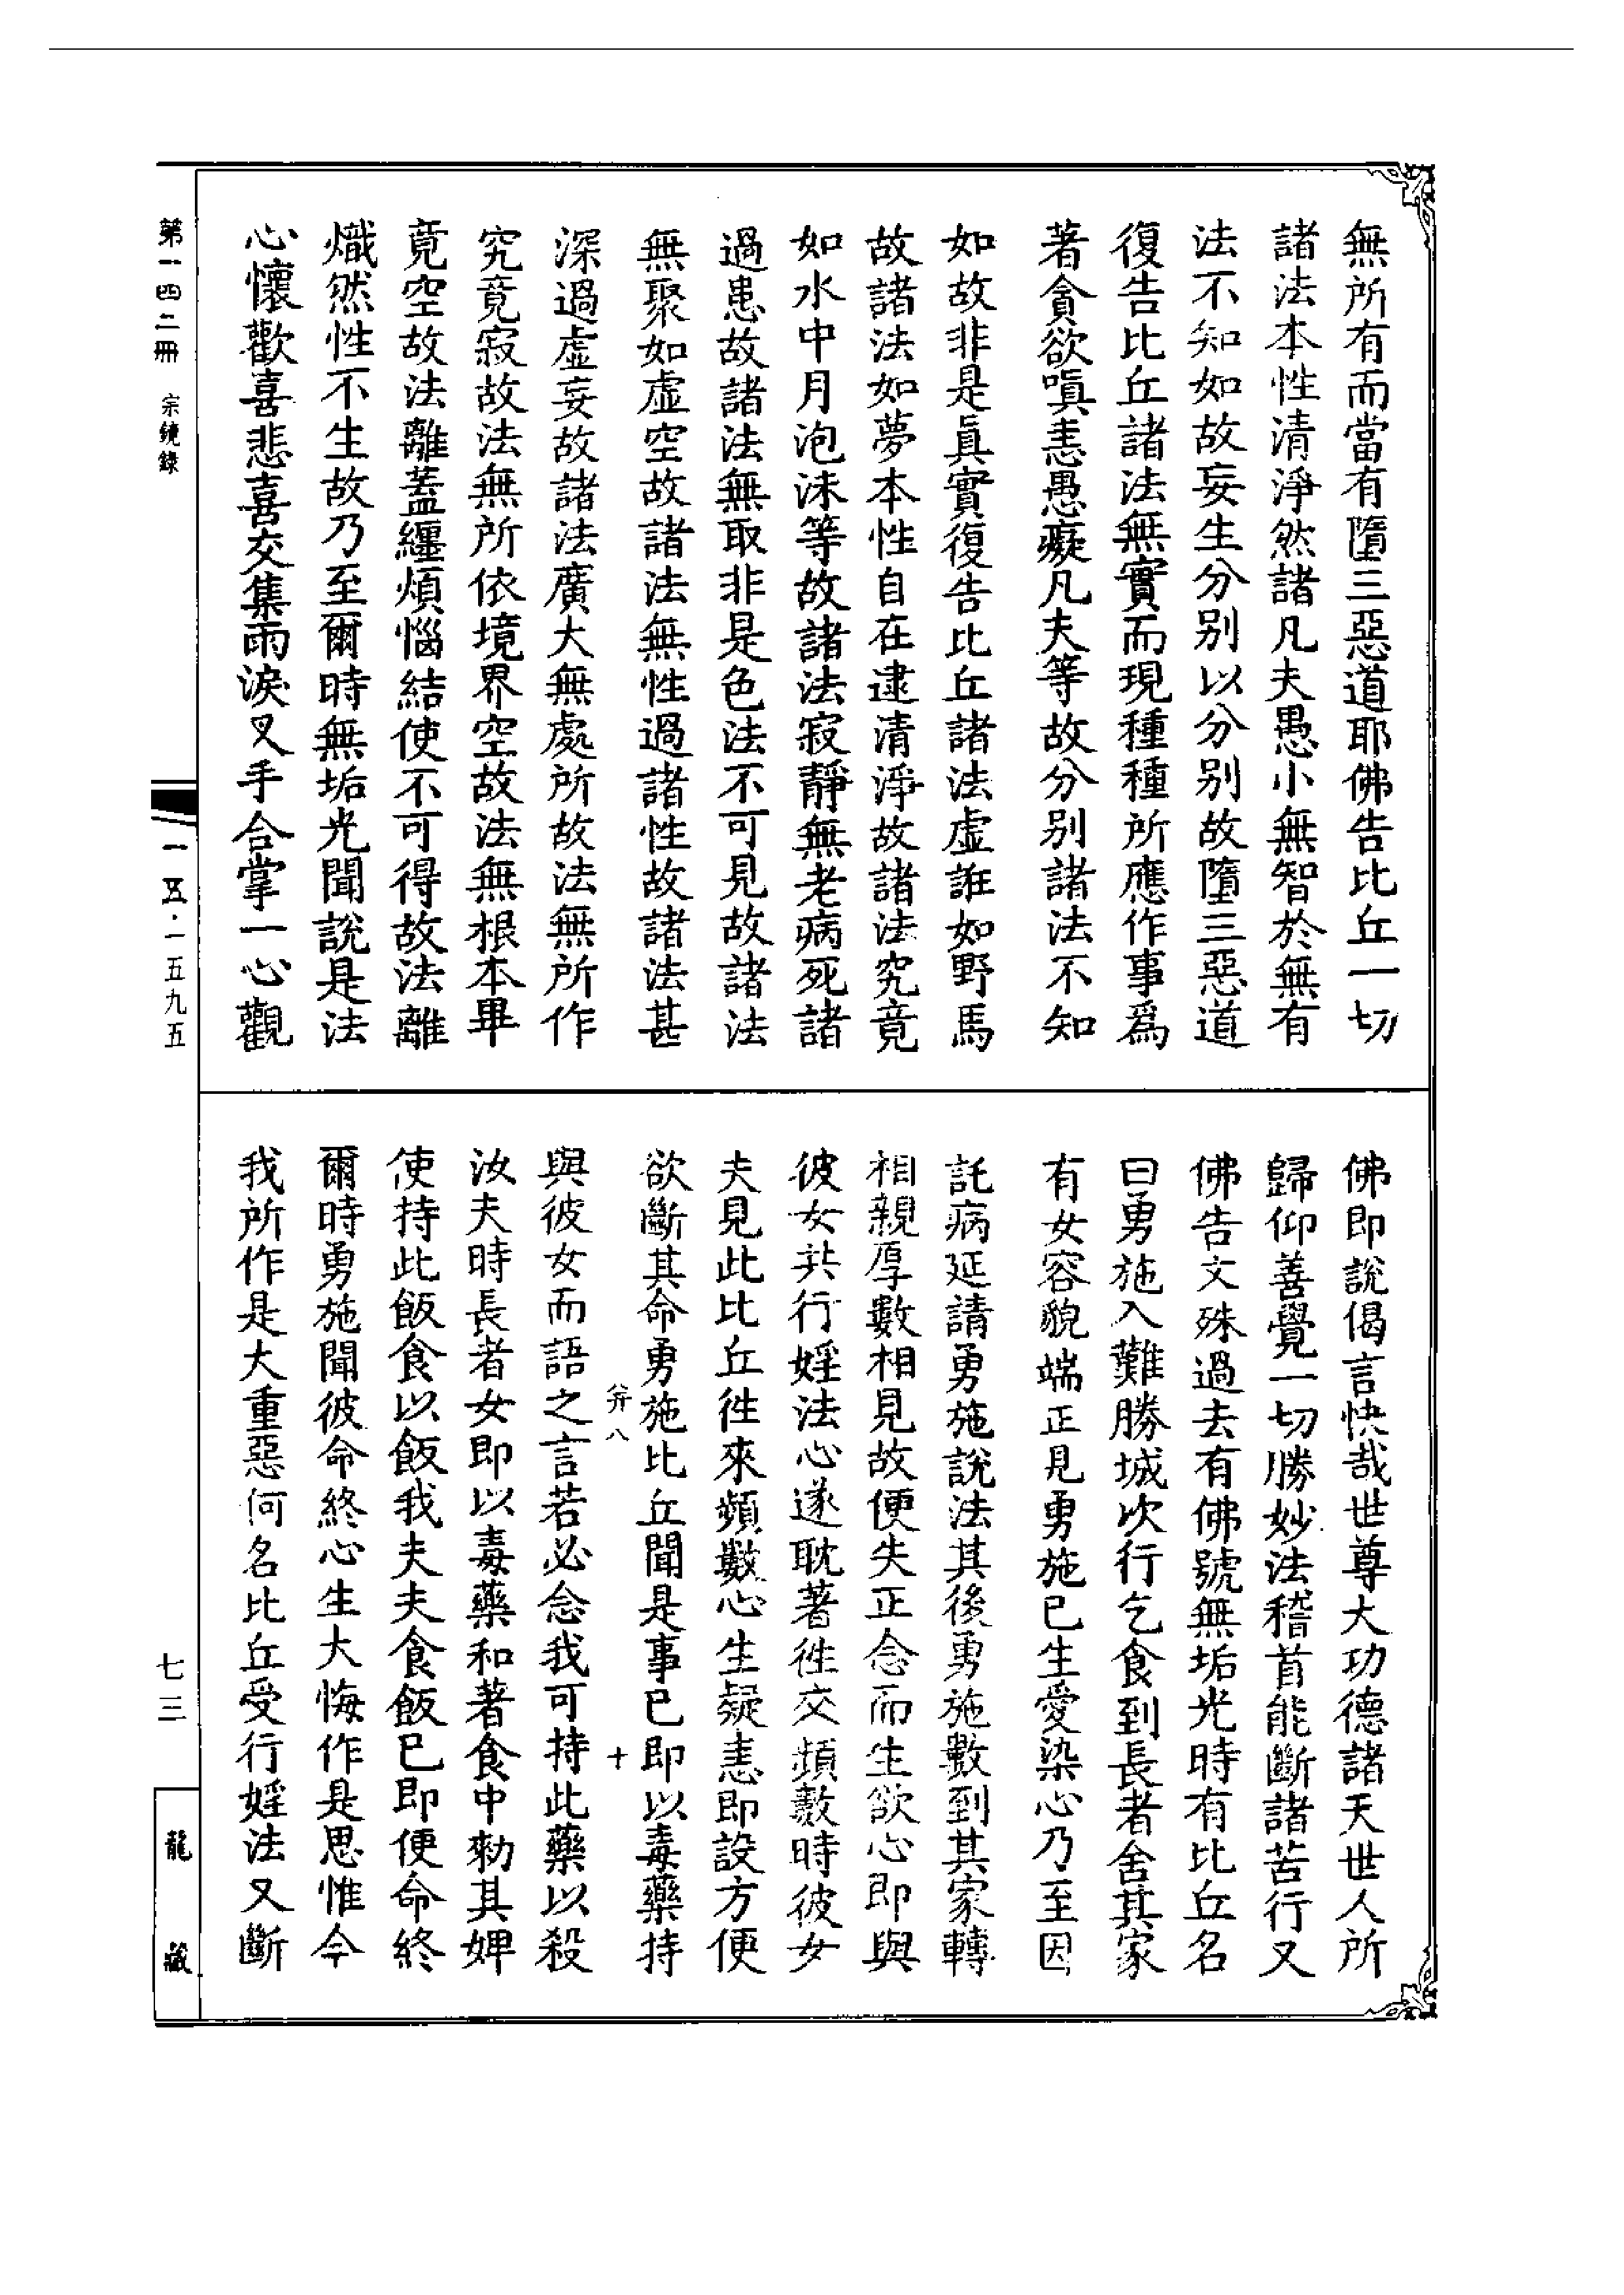 無所有而當有墮三惡道耶佛告比丘一切
諸法本性清淨然諸凡夫愚小無智於無有
法不知如故妄生分别以分别故墮三惡道
復告比丘諸法無實而現種種所應作事爲
著貪欲嗔恚愚癡凡夫等故分别諸法不知
如故非是眞實復告比丘諸法虛誑如野馬
故諸法如夢本性自在逮清淨故諸法究竟
如水中月泡沫等故諸法寂靜無老病死諸
過患故諸法無取非是色法不可見故諸法
無聚如虛空故諸法無性過諸性故諸法甚
深過虛妄故諸法廣大無處所故法無所作
究竟寂故法無所依境界空故法無根本畢
竟空故法離蓋纏煩惱結使不可得故法離
熾然性不生故乃至爾時無垢光聞說是法
心懷歡喜悲喜交集雨淚叉手合掌一心觀
佛即說偈言快哉世尊大功德諸天世人所
歸仰善覺一切勝妙法稽首能斷諸苦行又
佛告文殊過去有佛號無垢光時有比丘名
曰勇施入難勝城次行乞食到長者舍其家
有女容貌端正見勇施已生愛染心乃至因
託病延請勇施說法其後勇施數到其家轉
相親厚數相見故便失正念而生欲心即與
彼女共行婬法心遂耽著徃交頻數時彼女
夫見此比丘徃來頻數心生疑恚即設方便
欲斷其命勇施比丘聞是事已即以毒藥持
與彼女而語之言若必念我可持此藥以殺
汝夫時長者女即以毒藥和著食中勑其婢
使持此飯食以飯我夫夫食飯已即便命終
爾時勇施聞彼命終心生大悔作是思惟今
我所作是大重惡何名比丘受行婬法又斷
弁八
十
第一四二冊 宗鏡錄
一五·一五九五
七三
龍藏